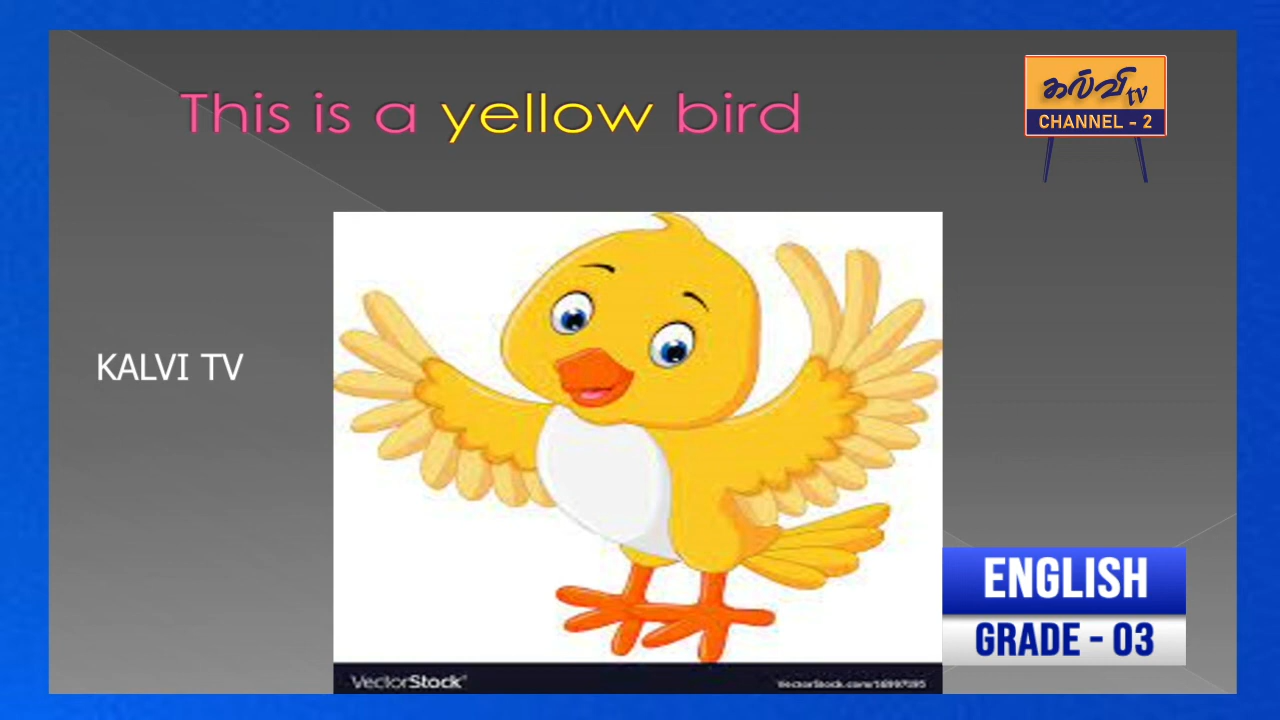 This is a yellow bird
கல்வி tv
CHANNEL - 2
KALVI TV
ENGLISH
GRADE - 03
VectorStock®